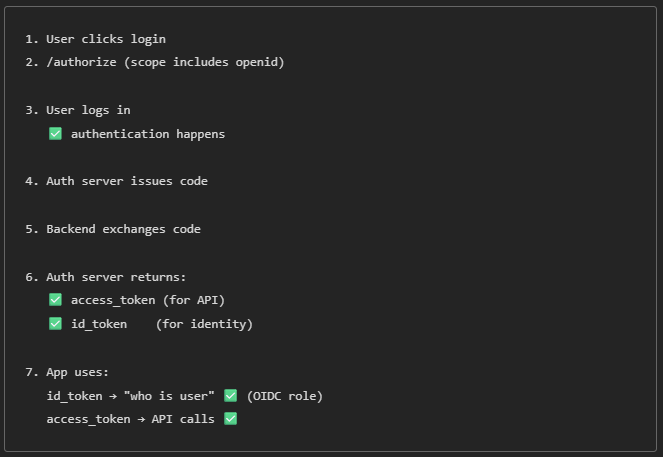 1. User clicks login
2. /authorize (scope includes openid)
3. User logs in
✅ authentication happens
4. Auth server issues code
5. Backend exchanges code
6. Auth server returns:
✅ access_token (for API)
✅ id_token    (for identity)
7. App uses:
id_token → "who is user" ✅ (OIDC role)
access_token → API calls ✅